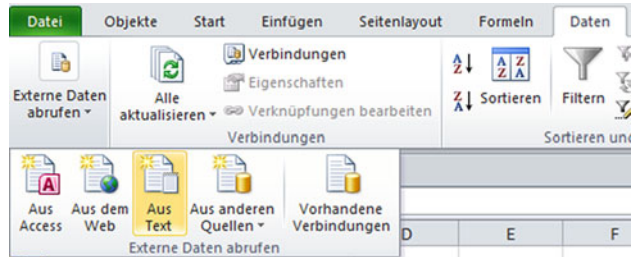 Datei Objekte Start Einfügen Seitenlayout Formeln Daten
Externe Daten abrufen
Alle aktualisieren
Verbindungen
Eigenschaften
Verknüpfungen bearbeiten
Verbindungen
A Z
Z A
A Z
Z A
Sortieren
Filtern
Sortieren und
A
Aus Access
Aus dem Web
Aus Text
Aus anderen Quellen
Vorhandene Verbindungen
Externe Daten abrufen
D E F